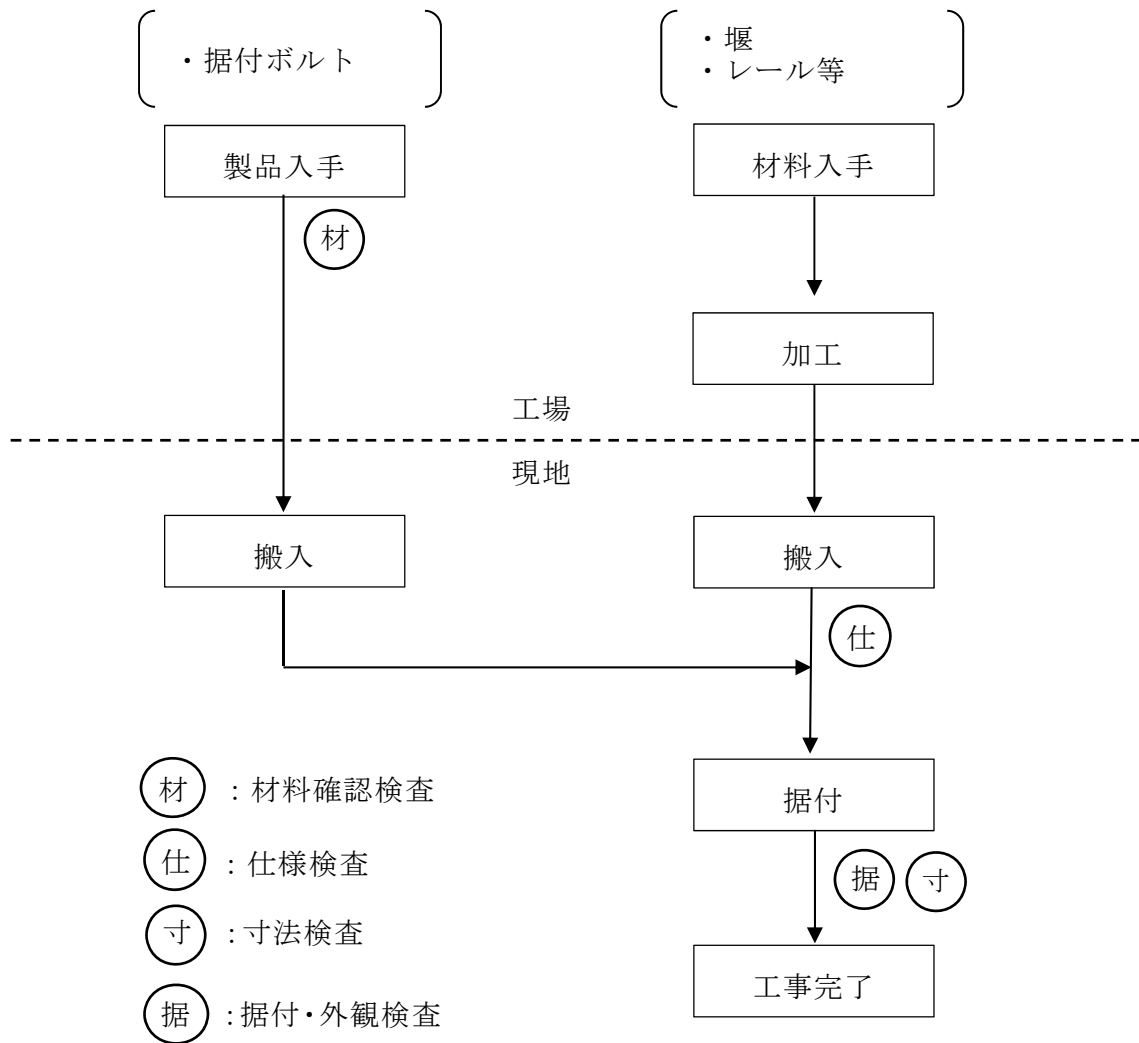 ・据付ボルト
・堰
・レール等
製品入手
材料入手
材
加工
工場
現地
搬入
搬入
仕
据付
材 : 材料確認検査
仕 : 仕様検査
据 寸
寸 : 寸法検査
工事完了
据 : 据付・外観検査